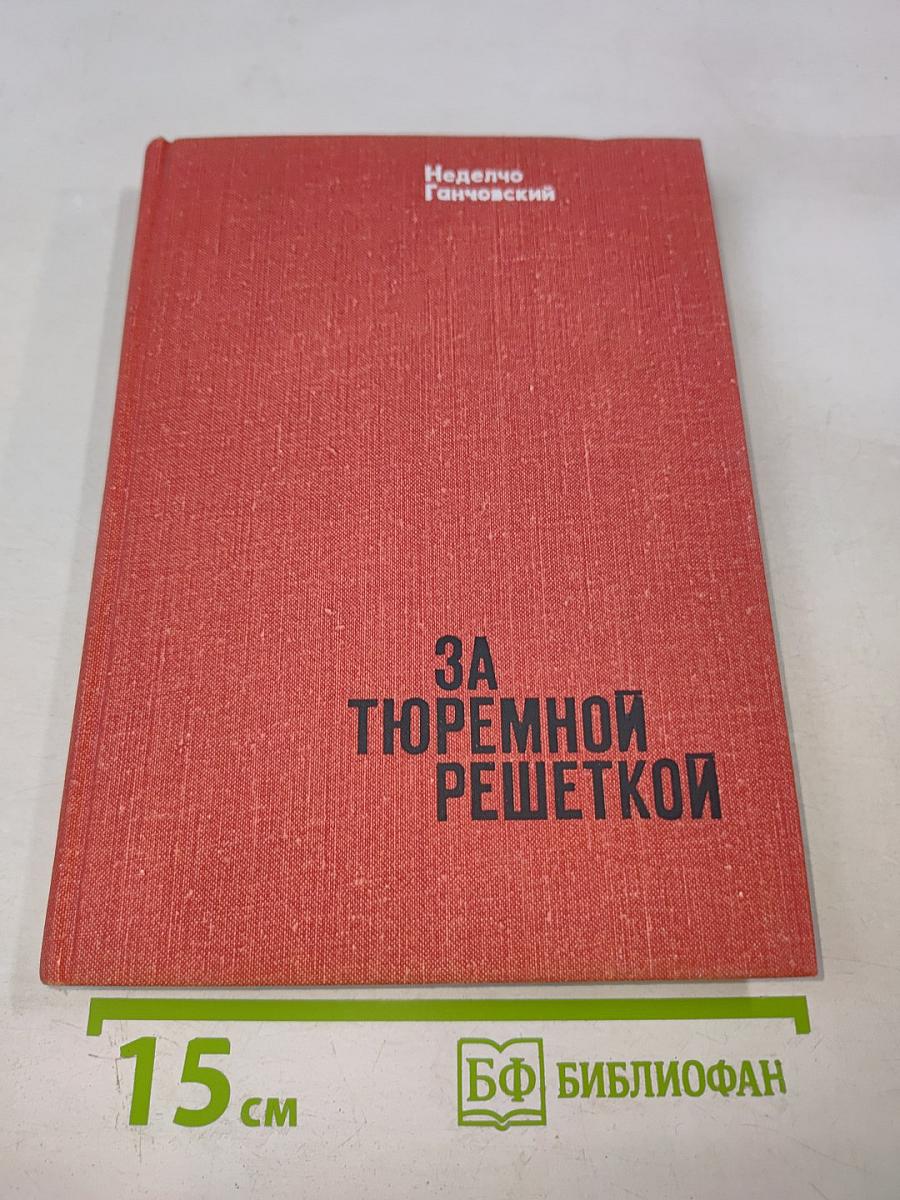 Неделчо
Ганчовский
ЗА
ТЮРЕМНОЙ
РЕШЕТКОЙ
15 см
БФ БИБЛИОФАН